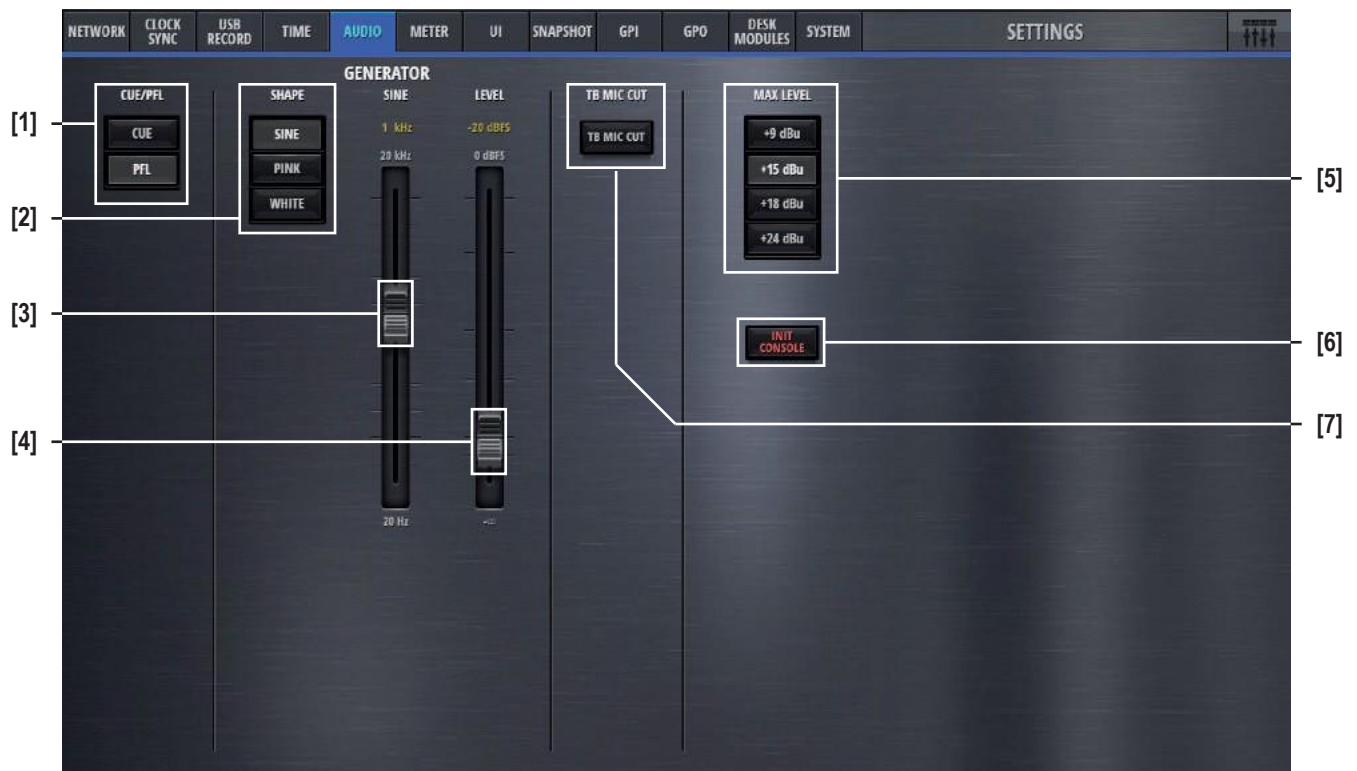 NETWORK
CLOCK
SYNC
USB
RECORD
TIME
AUDIO
METER
UI
SNAPSHOT
GPI
GPO
DESK
MODULES
SYSTEM
SETTINGS
GENERATOR
CUE/PFL
SHAPE
SINE
LEVEL
TB MIC CUT
MAX LEVEL
[1]
CUE
PFL
SINE
PINK
WHITE
1 kHz
-20 dBFS
20 kHz
0 dBFS
TB MIC CUT
+9 dBu
+15 dBu
+18 dBu
+24 dBu
[5]
[2]
[3]
INIT
CONSOLE
[6]
[7]
[4]
20 Hz
-∞